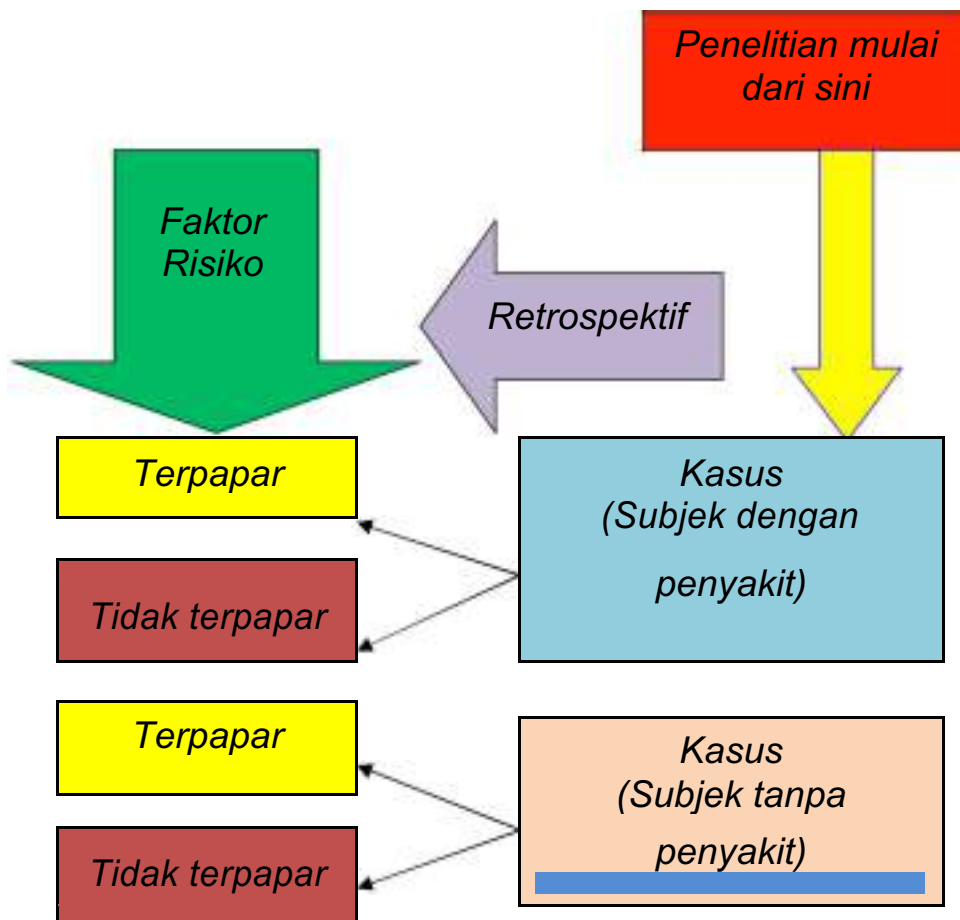 Penelitian mulai
dari sini
Faktor
Risiko
Retrospektif
Terpapar
Kasus
(Subjek dengan
penyakit)
Tidak terpapar
Terpapar
Kasus
(Subjek tanpa
penyakit)
Tidak terpapar